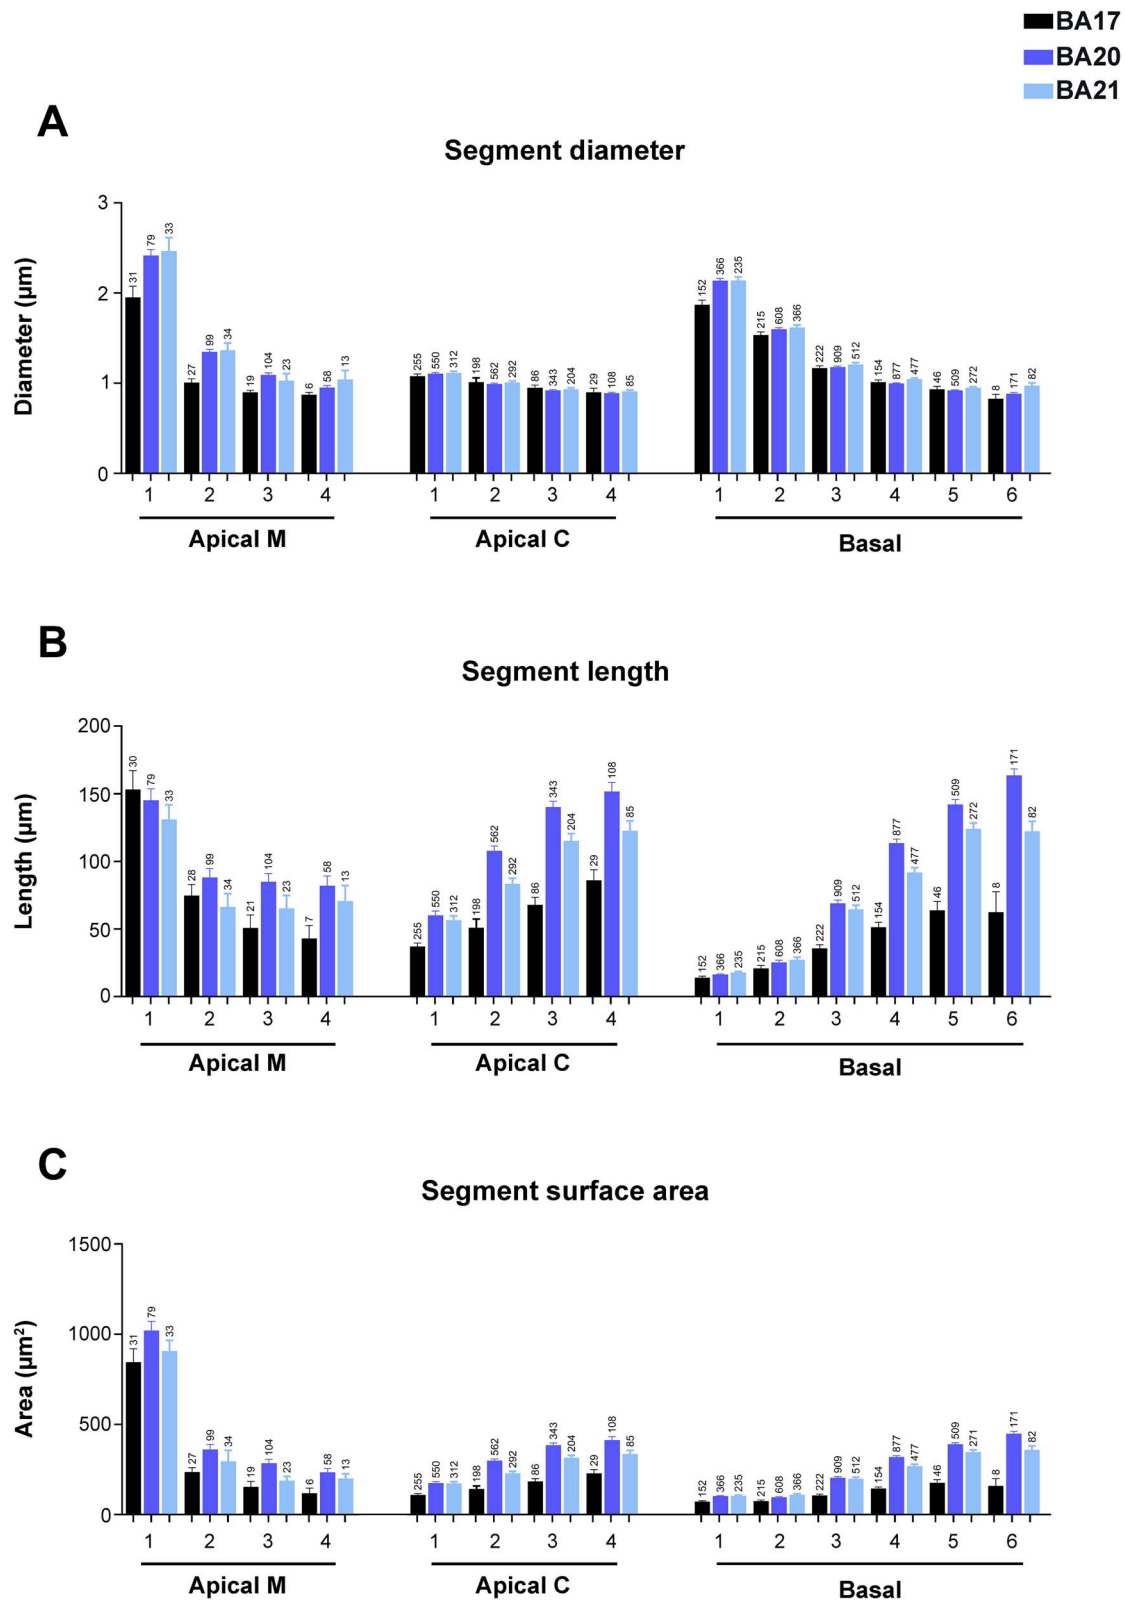 BA17
BA20
BA21
A
Segment diameter
Diameter (µm)
3
2
1
0
31 79 33 27 99 34 19 104 23 6 58 13
255 550 312 198 562 292 86 343 204 29 108 85
152 366 235 215 608 366 222 909 512 154 877 477 46 509 272 8 171 82
1 2 3 4 1 2 3 4 1 2 3 4 5 6
Apical M Apical C Basal
B
Segment length
Length (µm)
200
150
100
50
0
30 79 33 28 99 34 21 104 23 7 58 13
255 550 312 198 562 292 86 343 204 29 108 85
152 366 235 215 608 366 222 909 512 154 877 477 46 509 272 8 171 82
1 2 3 4 1 2 3 4 1 2 3 4 5 6
Apical M Apical C Basal
C
Segment surface area
Area (µm²)
1500
1000
500
0
31 79 33 27 99 34 19 104 23 6 58 13
255 550 312 198 562 292 86 343 204 29 108 85
152 366 235 215 608 366 222 909 512 154 877 477 46 509 271 8 171 82
1 2 3 4 1 2 3 4 1 2 3 4 5 6
Apical M Apical C Basal